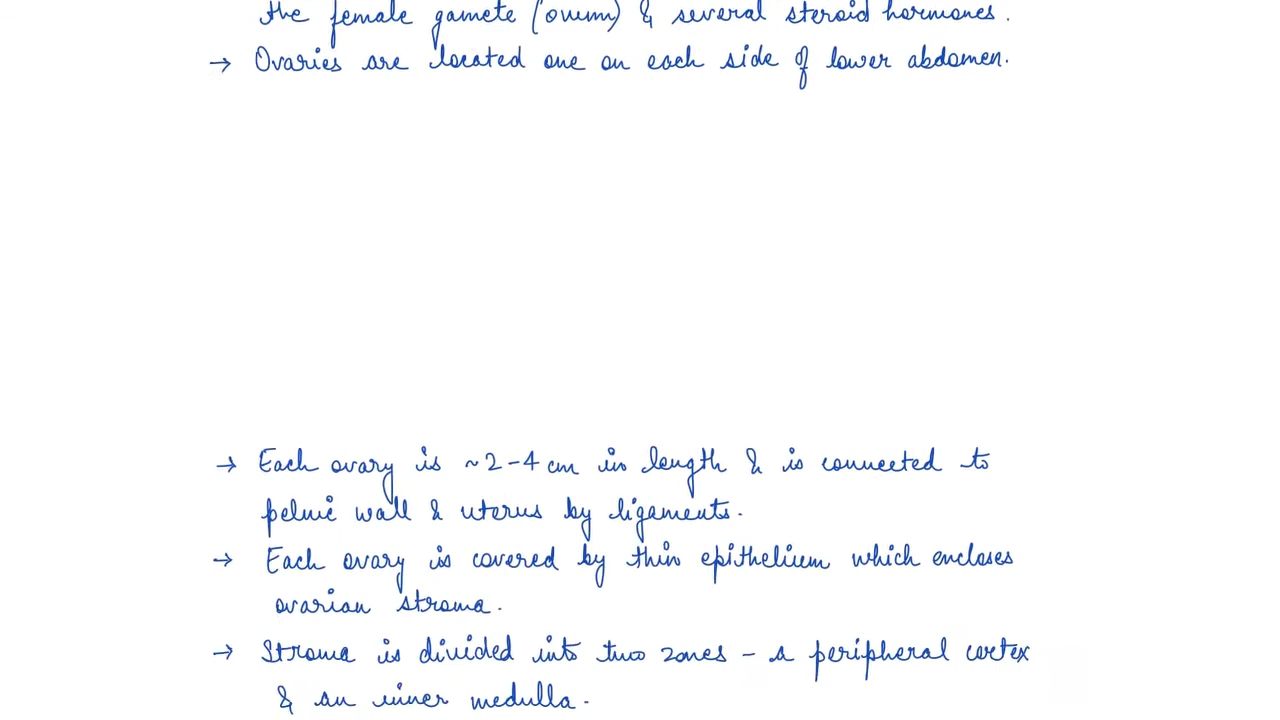 the female gamete (ovum) & several steroid hormones.
→ Ovaries are located one on each side of lower abdomen.
→ Each ovary is ~2-4 cm in length & is connected to
pelvic wall & uterus by ligaments.
→ Each ovary is covered by thin epithelium which encloses
ovarian stroma.
→ Stroma is divided into two zones - a peripheral cortex
& an inner medulla.